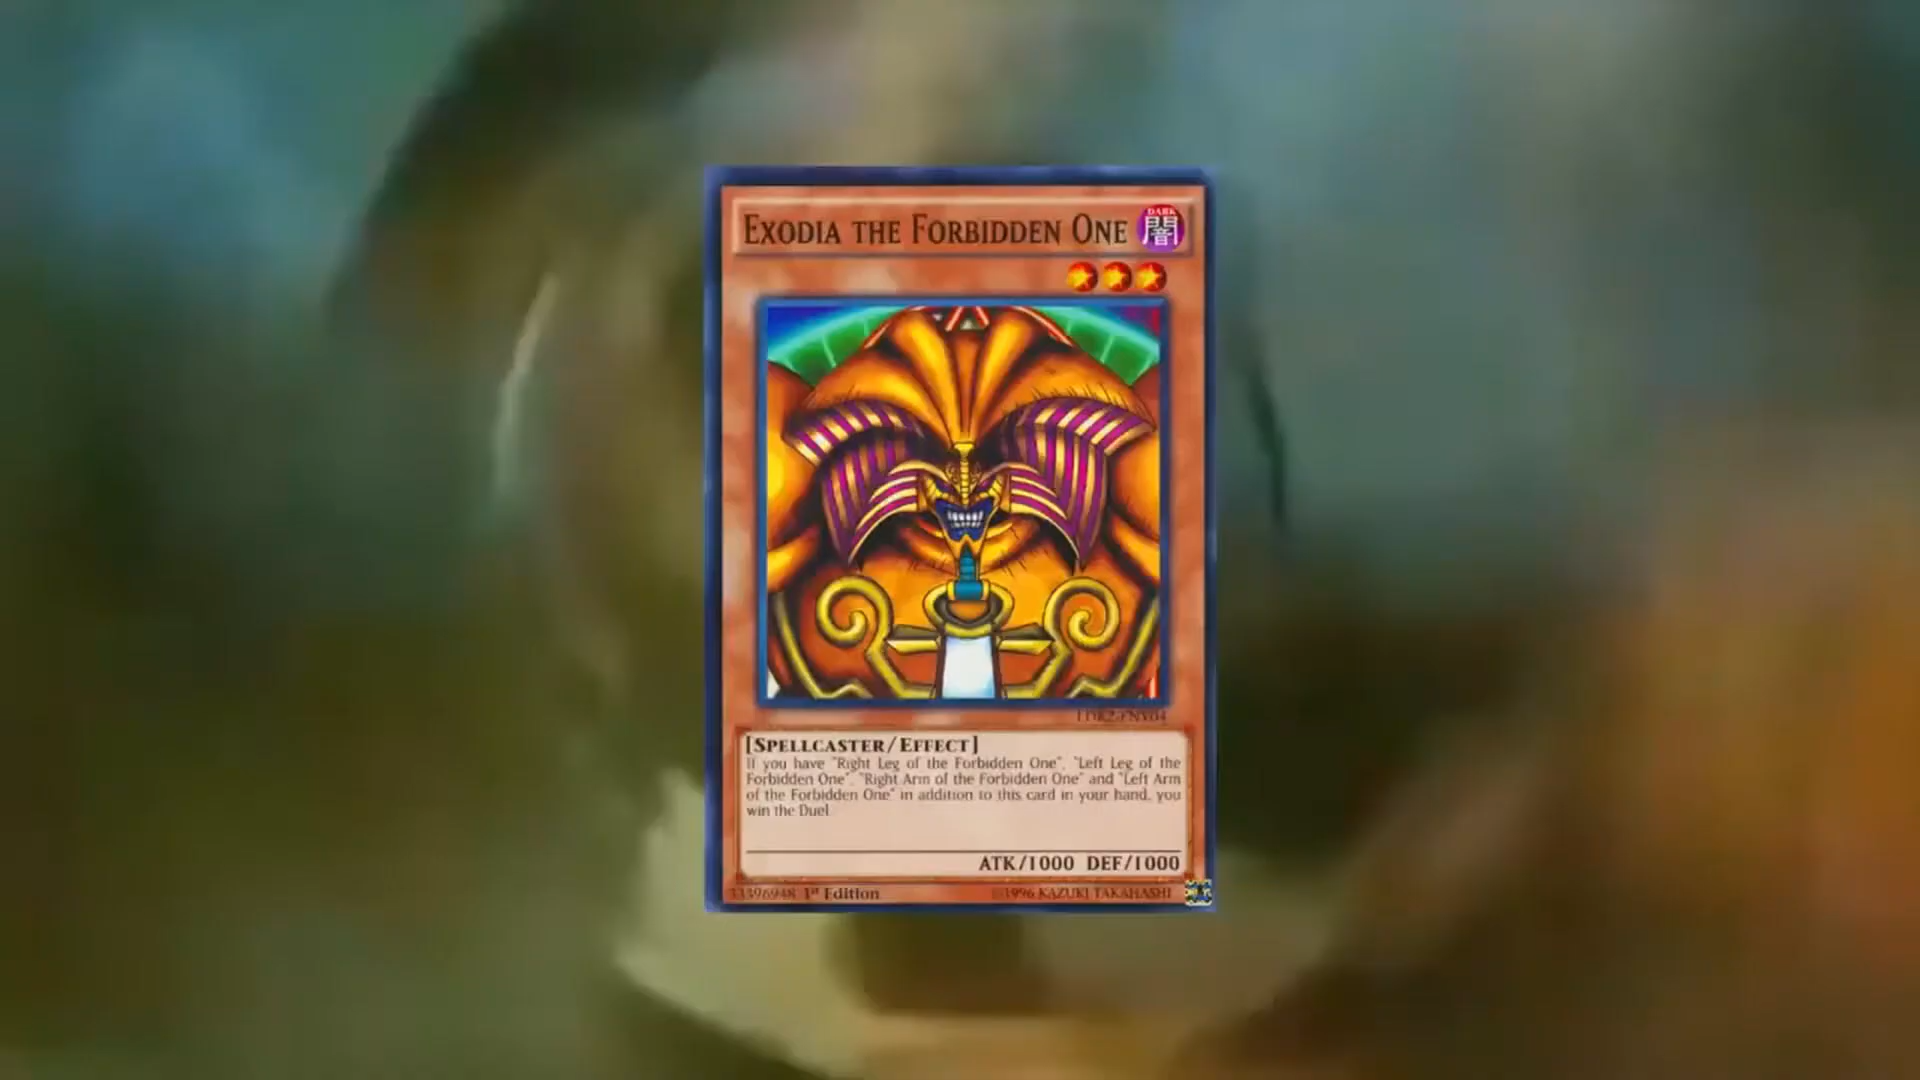 EXODIA THE FORBIDDEN ONE
DARK
闇
LDK2-ENY04
[SPELLCASTER/EFFECT]
If you have "Right Leg of the Forbidden One", "Left Leg of the
Forbidden One", "Right Arm of the Forbidden One" and "Left Arm
of the Forbidden One" in addition to this card in your hand, you
win the Duel.
ATK/1000 DEF/1000
33396948 1st Edition
©1996 KAZUKI TAKAHASHI